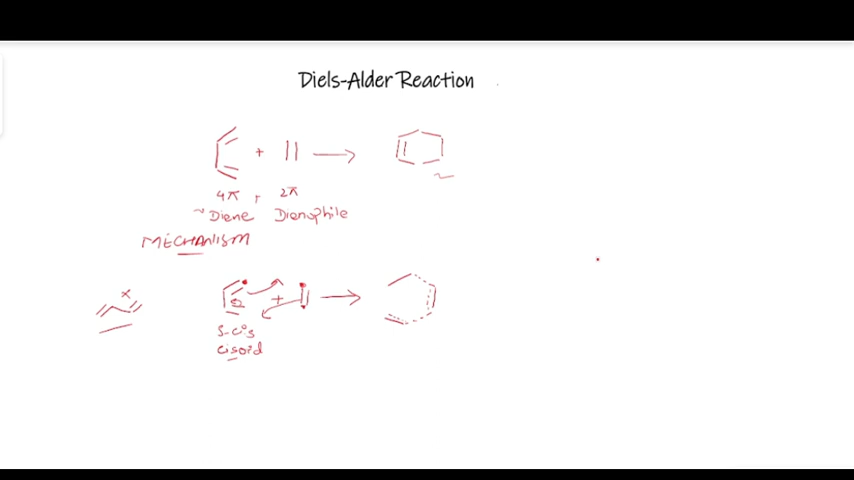 Diels-Alder Reaction
+
4π + 2π
Diene Dienophile
MECHANISM
x
+
S-cis
cisoid